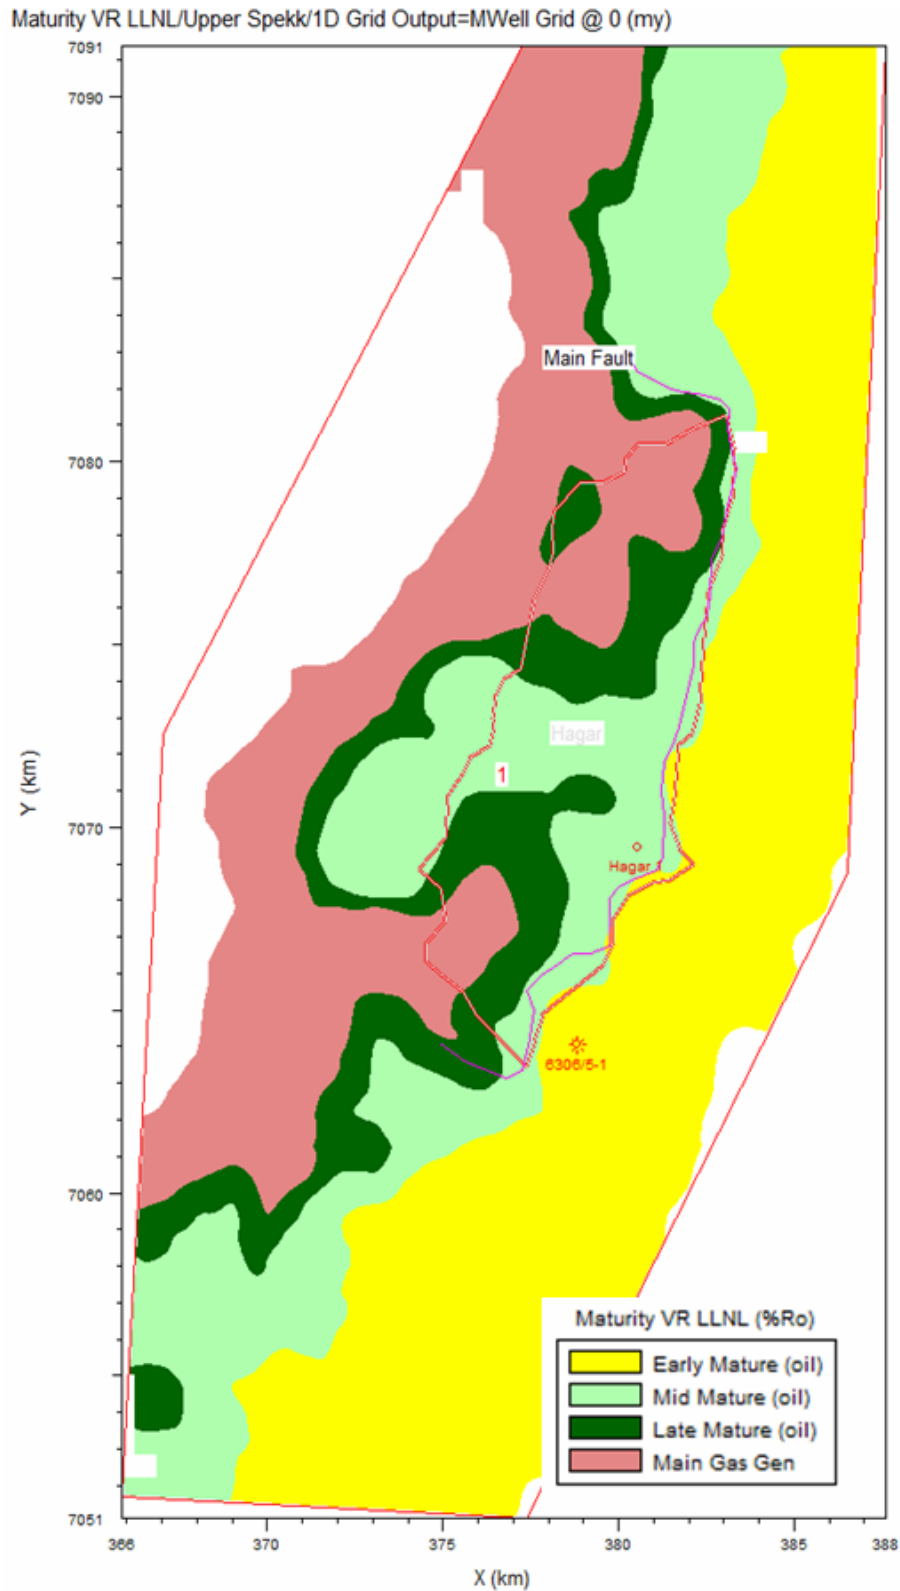 Maturity VR LLNL/Upper Spekk/1D Grid Output=MWell Grid @ 0 (my)
7091
7090
Main Fault
7080
Hagar
1
Y (km)
7070
Hagar 1
6306/5-1
7060
Maturity VR LLNL (%Ro)
Early Mature (oil)
Mid Mature (oil)
Late Mature (oil)
Main Gas Gen
7051
366
370
375
380
385
388
X (km)